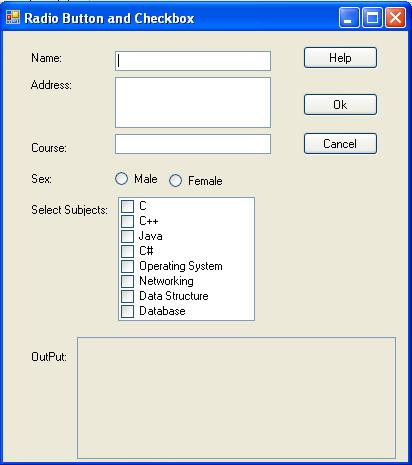 Radio Button and Checkbox
Name:
Help
Address:
Ok
Course:
Cancel
Sex:
Male
Female
Select Subjects:
C
C++
Java
C#
Operating System
Networking
Data Structure
Database
OutPut: